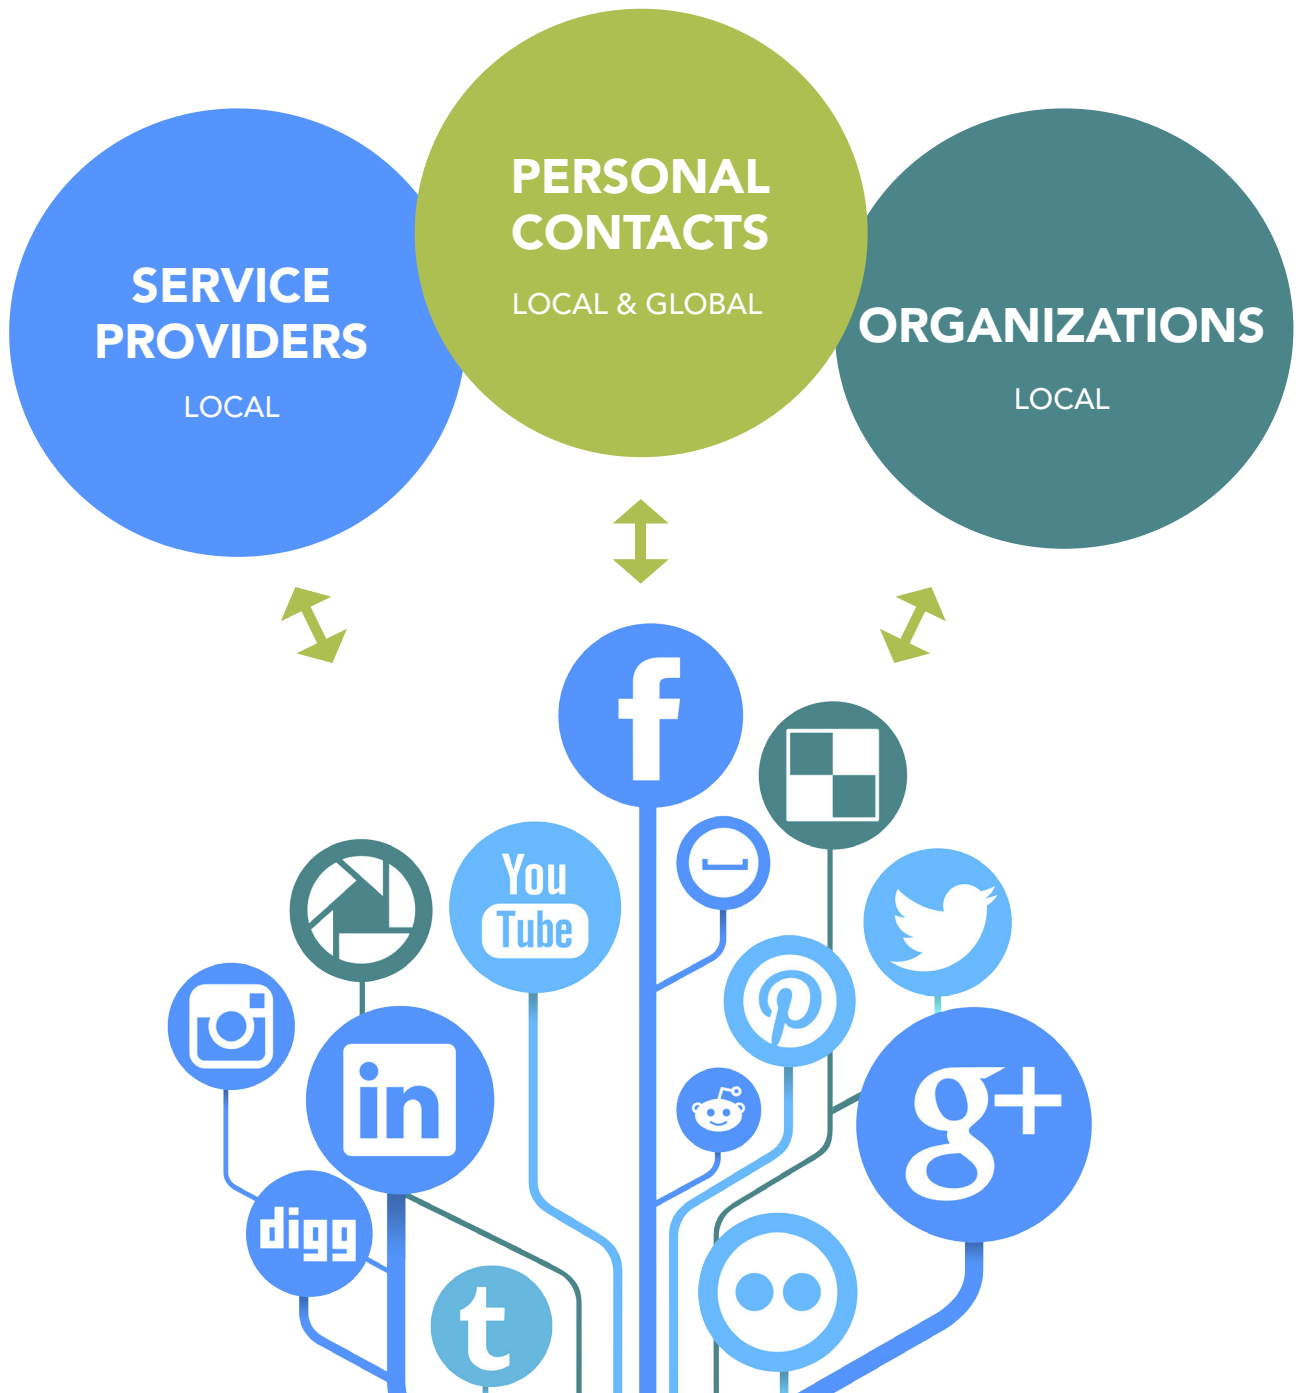 PERSONAL
CONTACTS
LOCAL & GLOBAL
SERVICE
PROVIDERS
LOCAL
ORGANIZATIONS
LOCAL
f
You
Tube
in
g+
digg
t